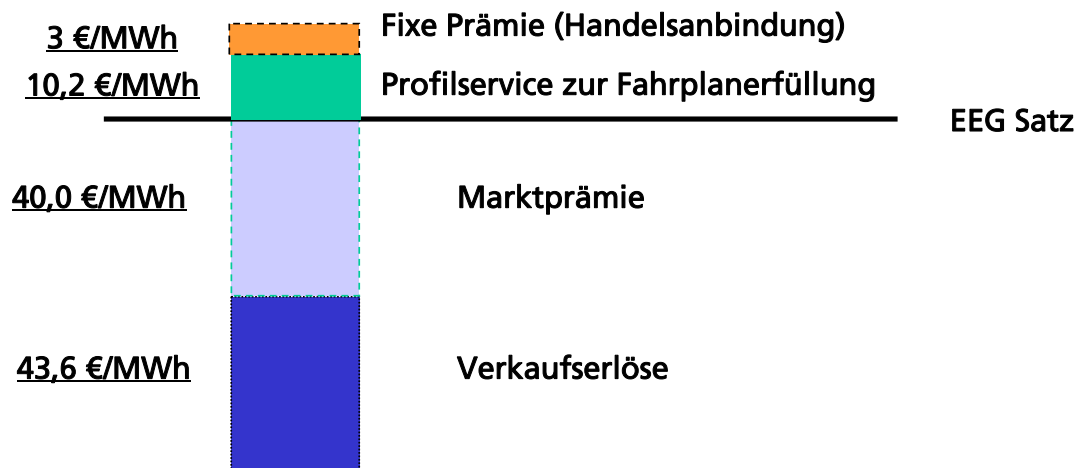 3 €/MWh Fixe Prämie (Handelsanbindung)
10,2 €/MWh Profilservice zur Fahrplanerfüllung
EEG Satz
40,0 €/MWh Marktprämie
43,6 €/MWh Verkaufserlöse